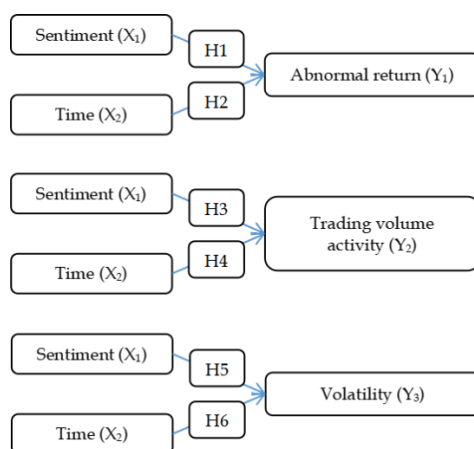 Sentiment (X₁)
H1
Abnormal return (Y₁)
H2
Time (X₂)
Sentiment (X₁)
H3
Trading volume
activity (Y₂)
H4
Time (X₂)
Sentiment (X₁)
H5
Volatility (Y₃)
H6
Time (X₂)